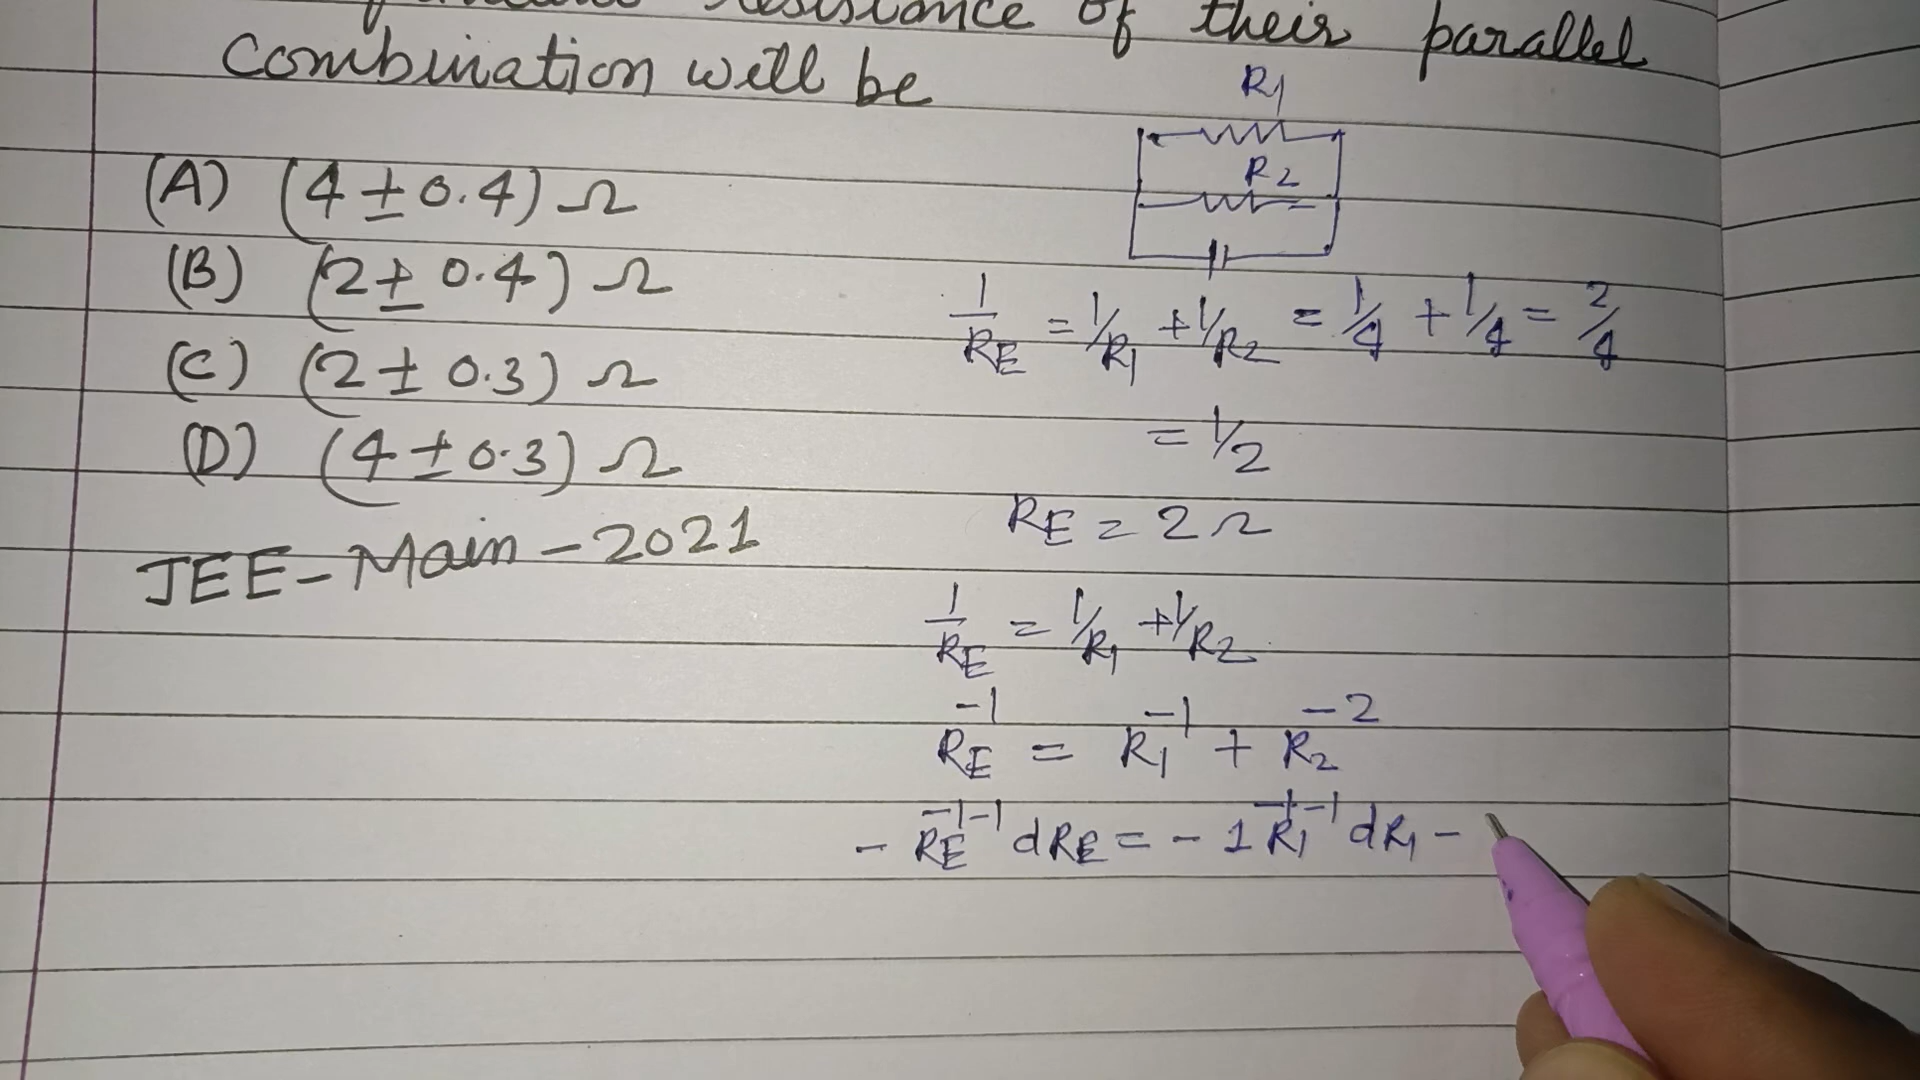 resistance of their parallel
combination will be
(A) (4 ± 0.4) Ω
(B) (2 ± 0.4) Ω
(C) (2 ± 0.3) Ω
(D) (4 ± 0.3) Ω
JEE-Main-2021
R1
R2
1/RE = 1/R1 + 1/R2 = 1/4 + 1/4 = 2/4
= 1/2
RE = 2 Ω
1/RE = 1/R1 + 1/R2
RE^-1 = R1^-1 + R2^-2
- RE^-1-1 dRE = - 1 R1^-1-1 dR1 -